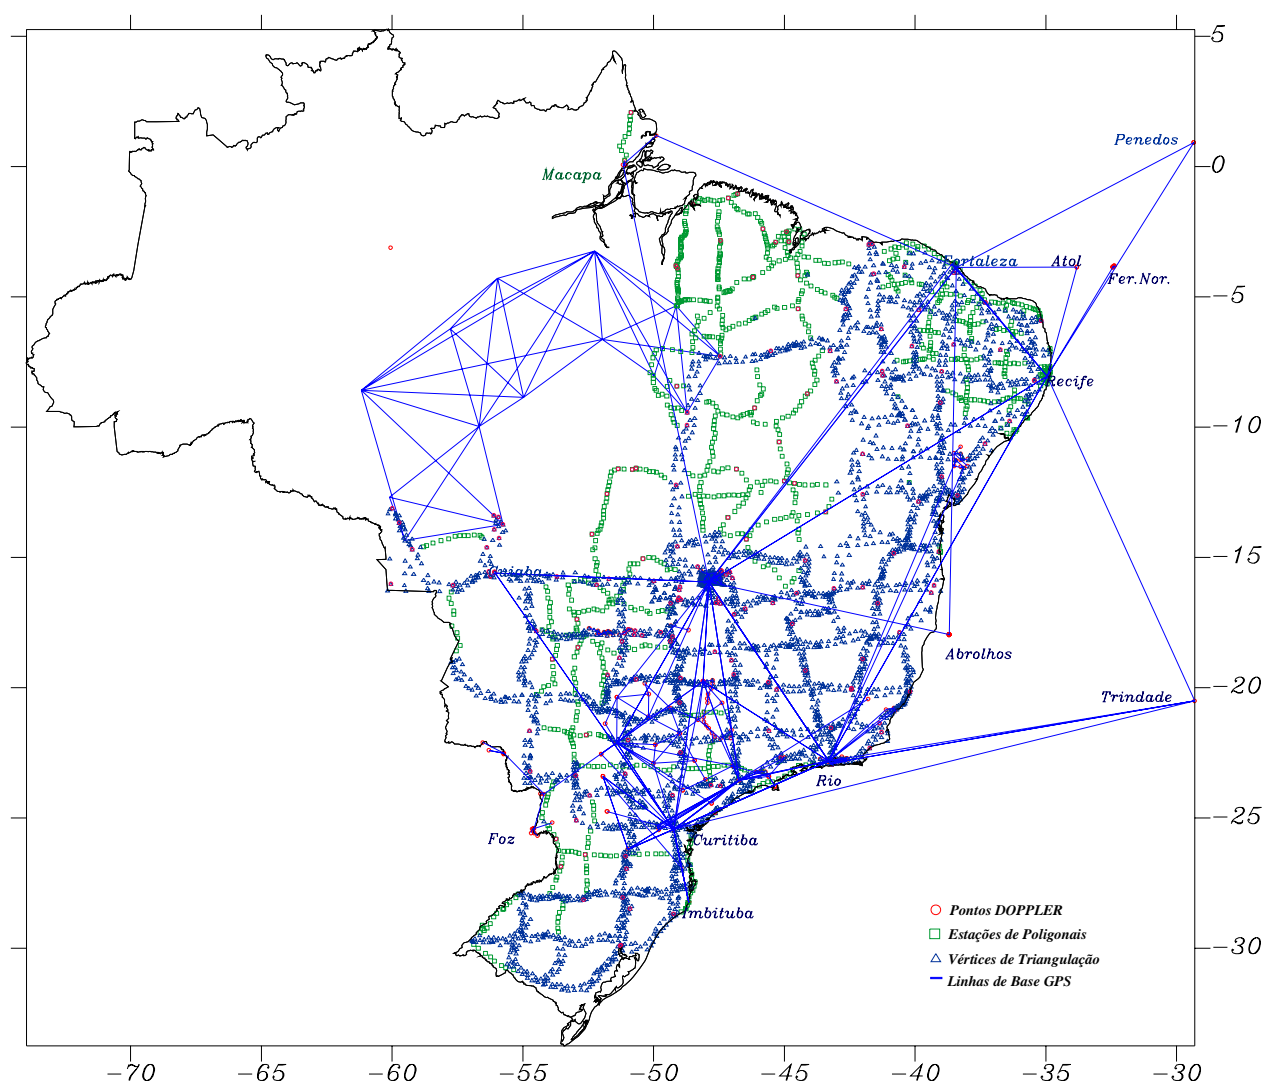 5
Penedos
0
Macapa
Fortaleza
Atol
Fer.Nor.
-5
Recife
-10
-15
Cuiaba
Abrolhos
-20
Trindade
Rio
-25
Foz
Curitiba
Imbituba
Pontos DOPPLER
Estações de Poligonais
-30
Vértices de Triangulação
Linhas de Base GPS
-70
-65
-60
-55
-50
-45
-40
-35
-30